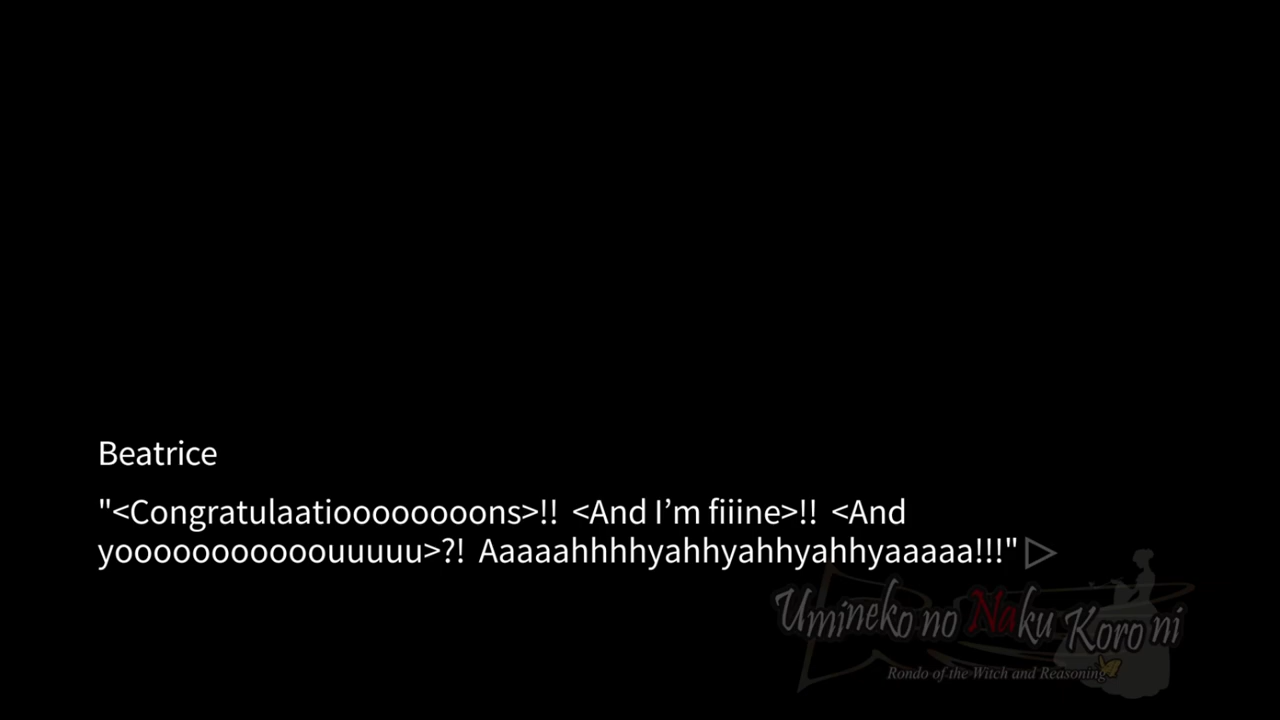 Beatrice
"<Congratulaatioooooooons>!! <And I’m fiiine>!! <And
yoooooooooooouuuuu>?! Aaaaahhhhyahhyahhyahhyaaaaa!!!"
Umineko no Naku Koro ni
Rondo of the Witch and Reasoning